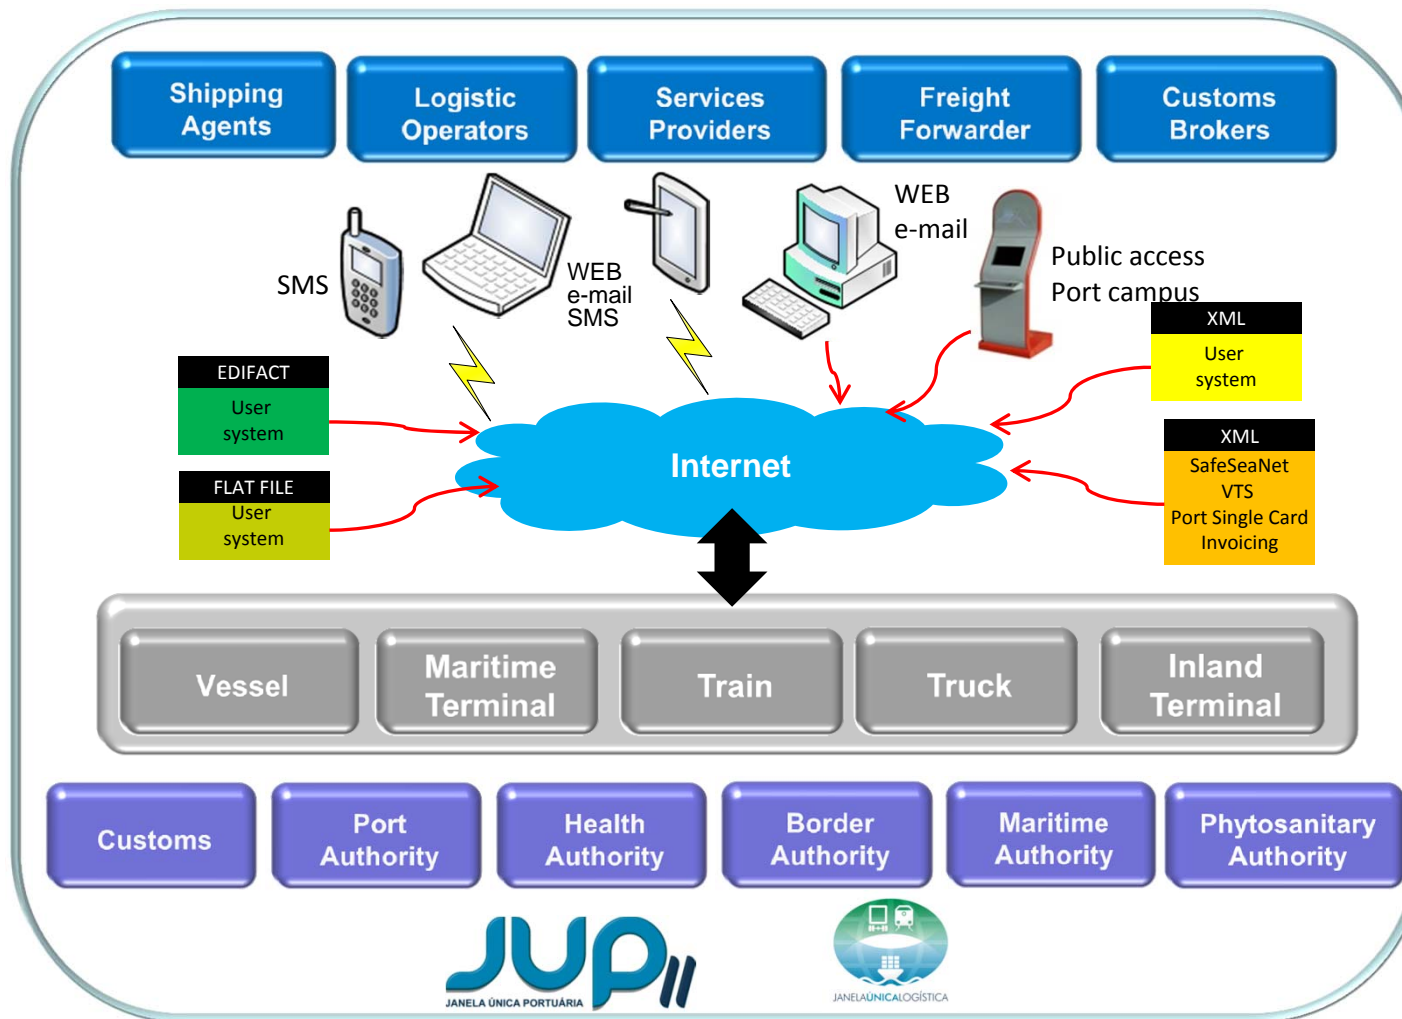 Shipping
Agents
Logistic
Operators
Services
Providers
Freight
Forwarder
Customs
Brokers
SMS
WEB
e-mail
SMS
WEB
e-mail
Public access
Port campus
EDIFACT
User
system
FLAT FILE
User
system
XML
User
system
XML
SafeSeaNet
VTS
Port Single Card
Invoicing
Internet
Vessel
Maritime
Terminal
Train
Truck
Inland
Terminal
Customs
Port
Authority
Health
Authority
Border
Authority
Maritime
Authority
Phytosanitary
Authority
JUP II
JANELA ÚNICA PORTUÁRIA
JANELAÚNICALOGÍSTICA